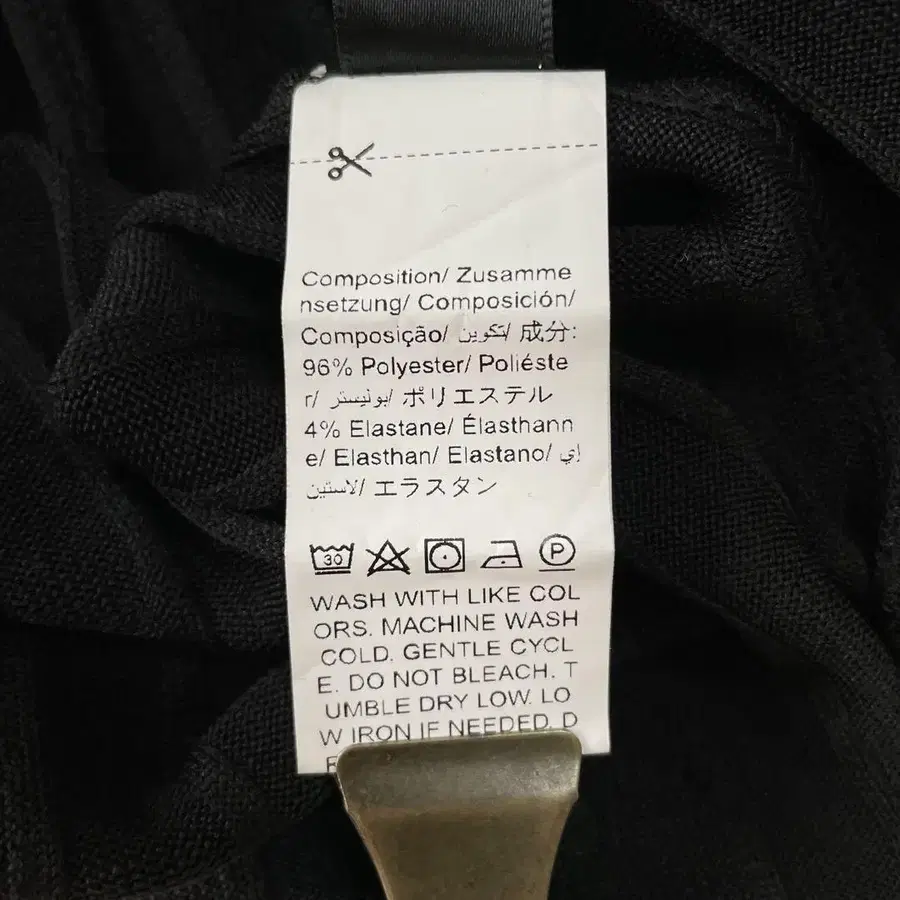 Composition/ Zusamme
nsetzung/ Composición/
Composição/ تكوين/ 成分:
96% Polyester/ Poliéste
r/ بوليستر/ ポリエステル
4% Elastane/ Élasthann
e/ Elasthan/ Elastano/ إي
لاستين/ エラスタン
30 P
WASH WITH LIKE COL
ORS. MACHINE WASH
COLD. GENTLE CYCL
E. DO NOT BLEACH. T
UMBLE DRY LOW. LO
W IRON IF NEEDED. D